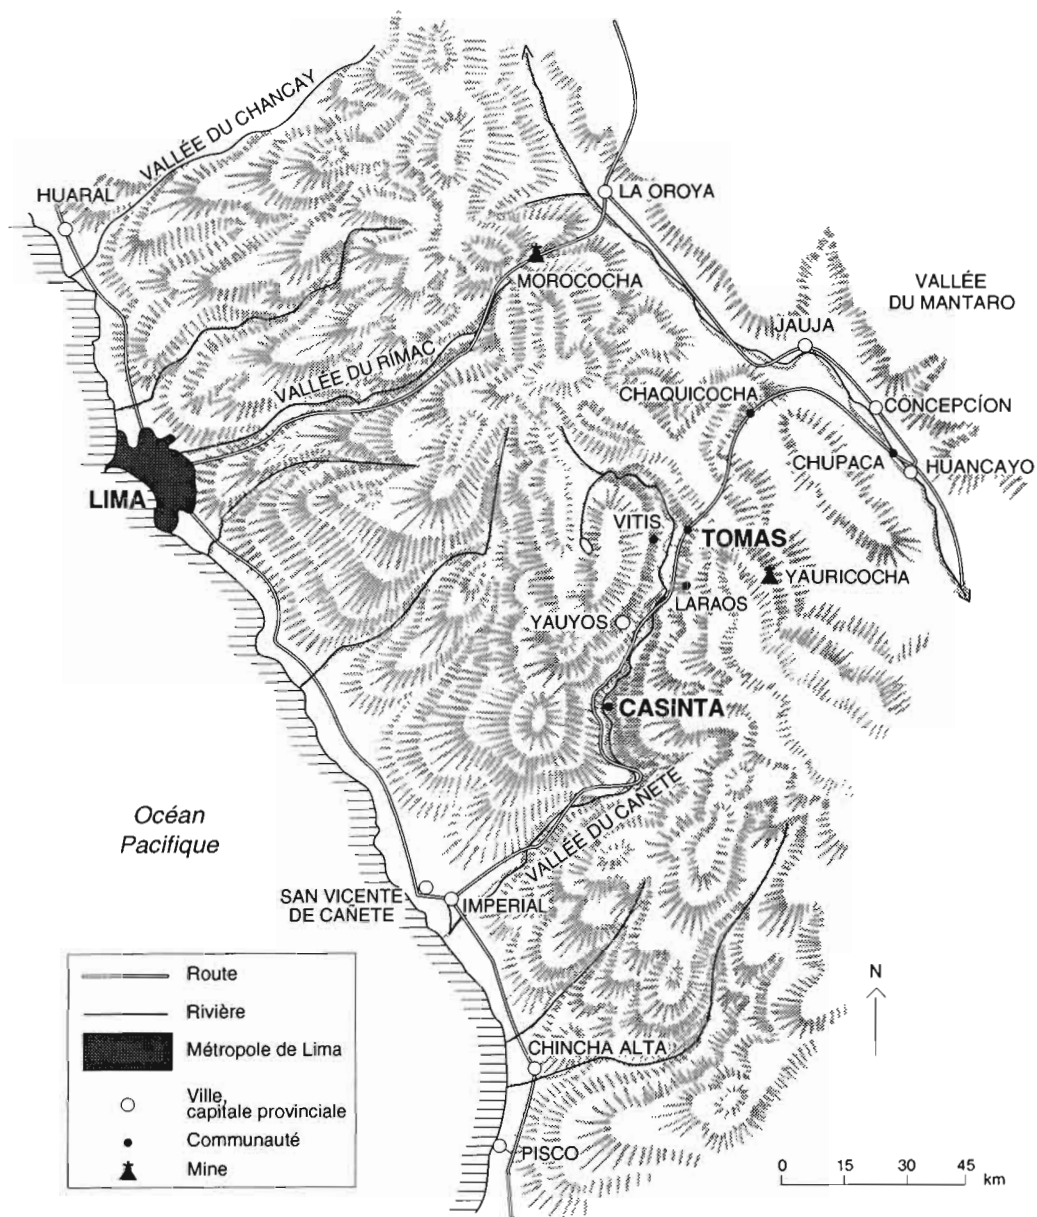 VALLÉE DU CHANCAY
HUARAL
LA OROYA
MOROCOCHA
VALLÉE
DU MANTARO
JAUJA
VALLÉE DU RIMAC
CHAQUICOCHA
CONCEPCÍON
CHUPACA
HUANCAYO
LIMA
VITIS
TOMAS
YAURICOCHA
LARAOS
YAUYOS
CASINTA
VALLÉE DU CAÑETE
Océan
Pacifique
SAN VICENTE
DE CAÑETE
IMPERIAL
CHINCHA ALTA
PISCO
N
Route
Rivière
Métropole de Lima
Ville,
capitale provinciale
Communauté
Mine
0 15 30 45
km